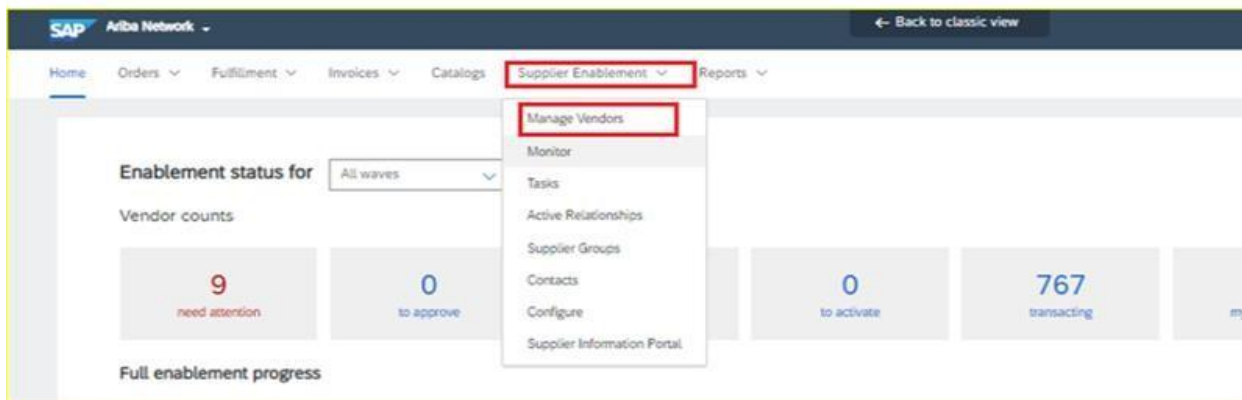 SAP Ariba Network
← Back to classic view
Home Orders Fulfillment Invoices Catalogs Supplier Enablement Reports
Manage Vendors
Monitor
Enablement status for All waves
Tasks
Vendor counts
Active Relationships
Supplier Groups
Contacts
Configure
Supplier Information Portal
9
need attention
0
to approve
0
to activate
767
transacting
Full enablement progress